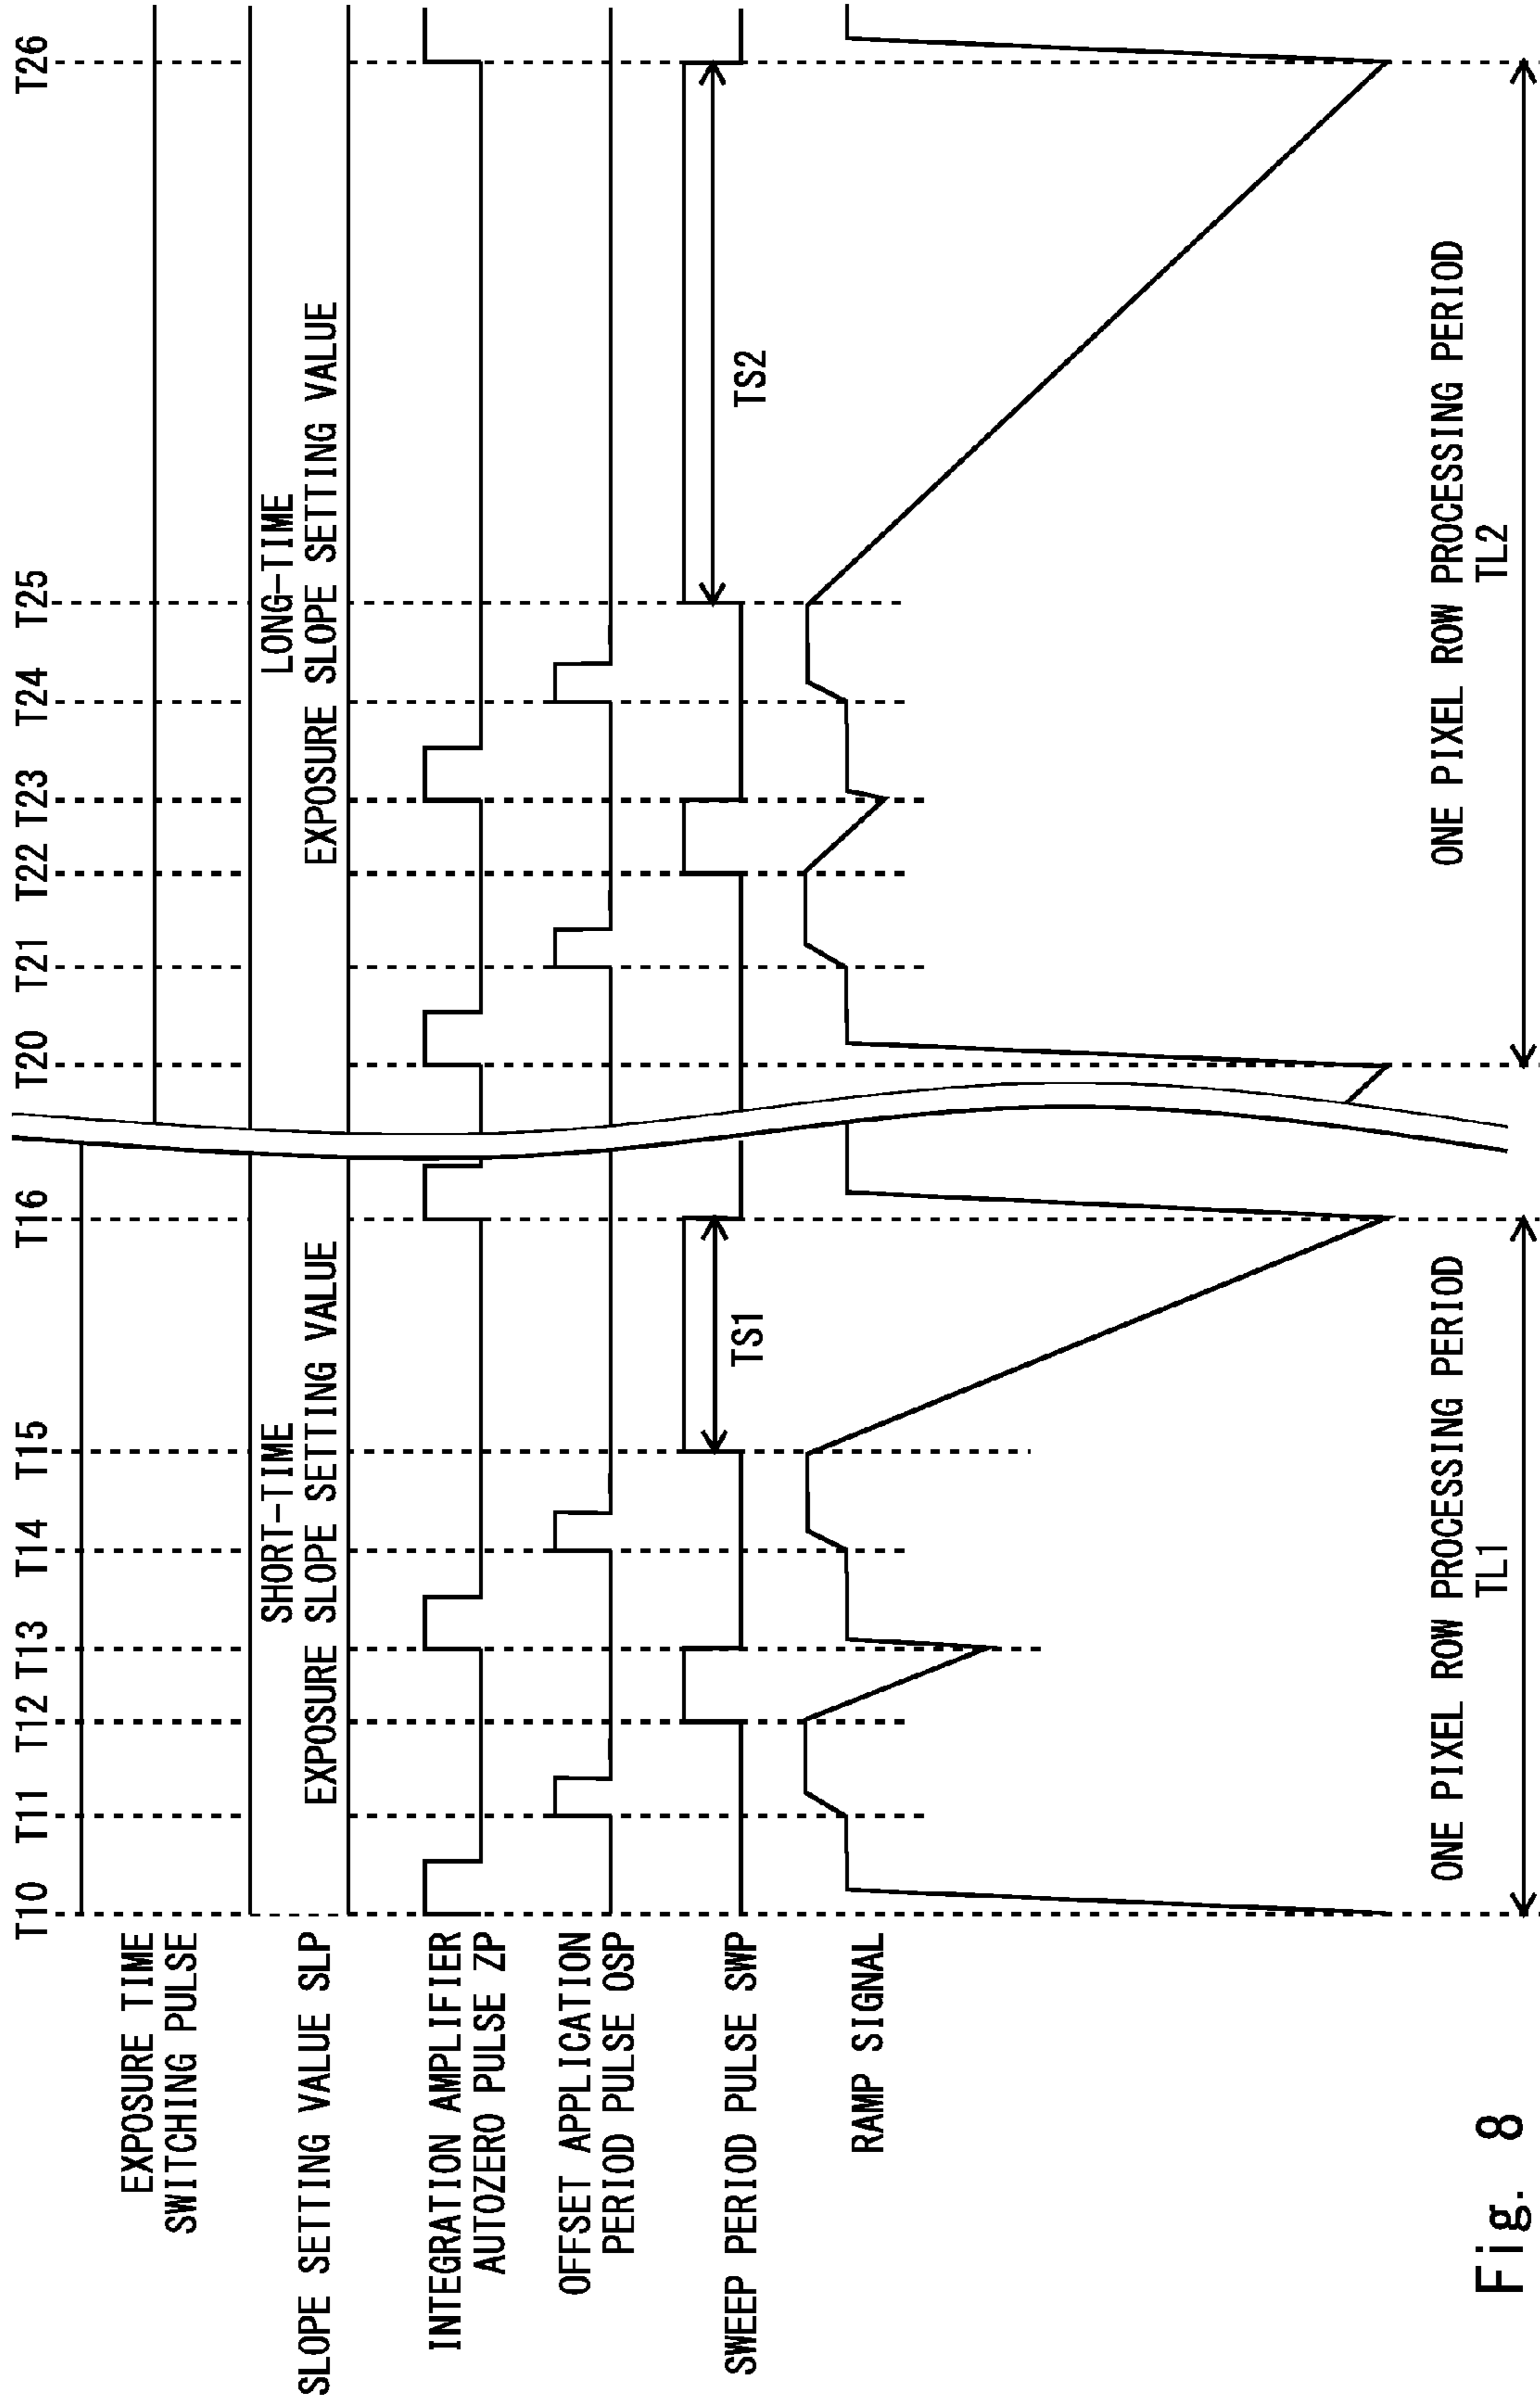 T10 T11 T12 T13 T14 T15 T16 T20 T21 T22 T23 T24 T25 T26
EXPOSURE TIME
SWITCHING PULSE
SLOPE SETTING VALUE SLP
SHORT-TIME
EXPOSURE SLOPE SETTING VALUE
LONG-TIME
EXPOSURE SLOPE SETTING VALUE
INTEGRATION AMPLIFIER
AUTOZERO PULSE ZP
OFFSET APPLICATION
PERIOD PULSE OSP
SWEEP PERIOD PULSE SWP
TS1
TS2
RAMP SIGNAL
ONE PIXEL ROW PROCESSING PERIOD
TL1
ONE PIXEL ROW PROCESSING PERIOD
TL2
Fig. 8